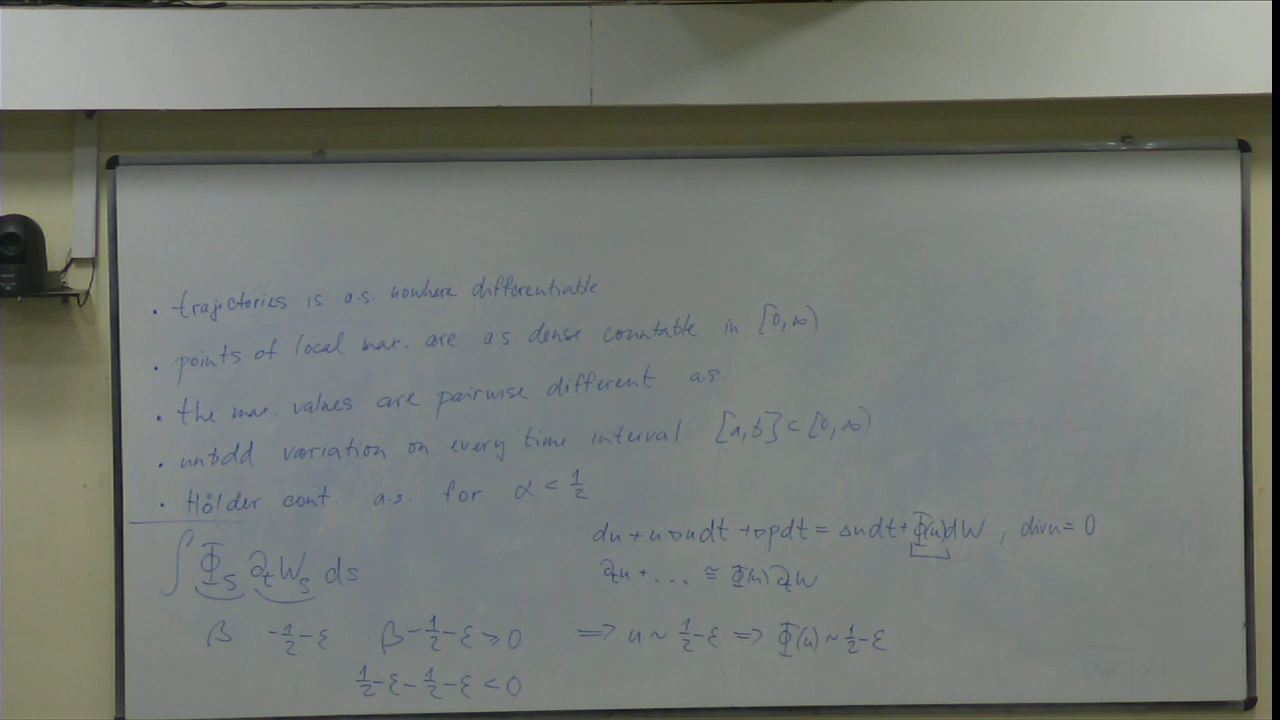 • trajectories is a.s. nowhere differentiable
• points of local max. are a.s. dense countable in [0,∞)
• the max. values are pairwise different a.s.
• unbdd variation on every time interval [a,b] ⊂ [0,∞)
• Hölder cont. a.s. for α < 1/2
∫ Φ_s ∂_t W_s ds
β -1/2-ε β-1/2-ε ≥ 0
1/2-ε-1/2-ε < 0
du + u∇u dt + ∇p dt = Δu dt + Φ(u)dW , div u = 0
∂_t u + ... ≅ Φ(u) ∂_t W
⇒ u ~ 1/2-ε ⇒ Φ(u) ~ 1/2-ε